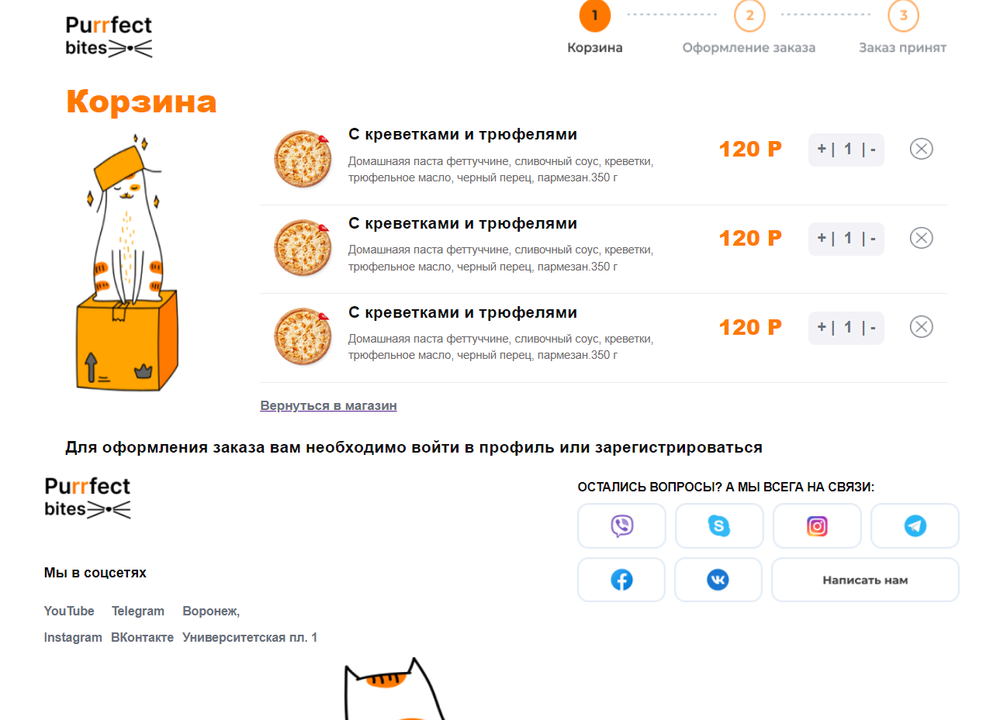 Purrfect
bites
1
2
3
Корзина
Оформление заказа
Заказ принят
Корзина
С креветками и трюфелями
Домашнаяя паста феттуччине, сливочный соус, креветки,
трюфельное масло, черный перец, пармезан.350 г
120 Р
+ | 1 | -
С креветками и трюфелями
Домашнаяя паста феттуччине, сливочный соус, креветки,
трюфельное масло, черный перец, пармезан.350 г
120 Р
+ | 1 | -
С креветками и трюфелями
Домашнаяя паста феттуччине, сливочный соус, креветки,
трюфельное масло, черный перец, пармезан.350 г
120 Р
+ | 1 | -
Вернуться в магазин
Для оформления заказа вам необходимо войти в профиль или зарегистрироваться
Purrfect
bites
ОСТАЛИСЬ ВОПРОСЫ? А МЫ ВСЕГА НА СВЯЗИ:
Написать нам
Мы в соцсетях
YouTube Telegram Воронеж,
Instagram ВКонтакте Университетская пл. 1